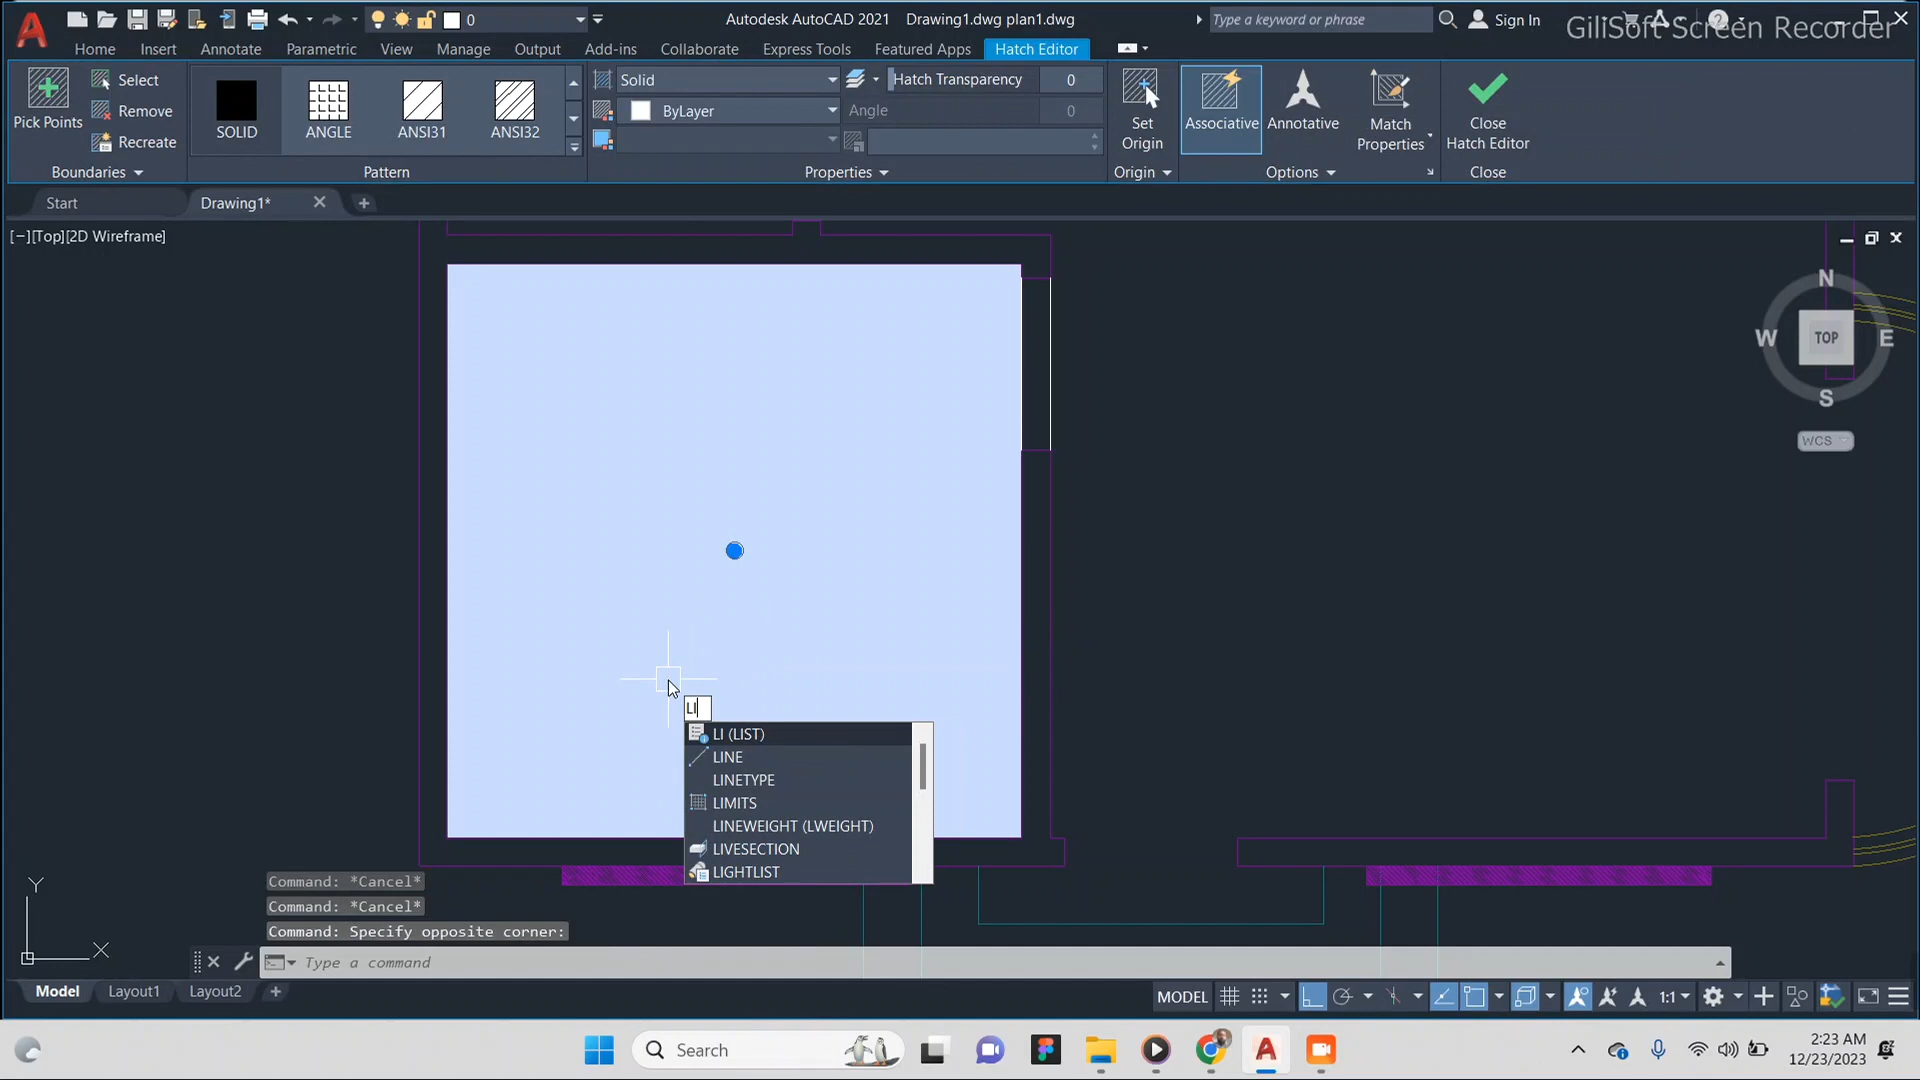 0
Autodesk AutoCAD 2021 Drawing1.dwg plan1.dwg
Type a keyword or phrase
Sign In
GiliSoft Screen Recorder
Home Insert Annotate Parametric View Manage Output Add-ins Collaborate Express Tools Featured Apps Hatch Editor
Pick Points
Select
Remove
Recreate
Boundaries
SOLID
ANGLE
ANSI31
ANSI32
Pattern
Solid
ByLayer
Hatch Transparency 0
Angle 0
Properties
Set
Origin
Origin
Associative
Annotative
Match
Properties
Options
Close
Hatch Editor
Close
Start
Drawing1*
[−][Top][2D Wireframe]
N
W TOP E
S
WCS
LI
LI (LIST)
LINE
LINETYPE
LIMITS
LINEWEIGHT (LWEIGHT)
LIVESECTION
LIGHTLIST
Y
X
Command: *Cancel*
Command: *Cancel*
Command: Specify opposite corner:
Type a command
Model Layout1 Layout2
MODEL
1:1
Search
2:23 AM
12/23/2023